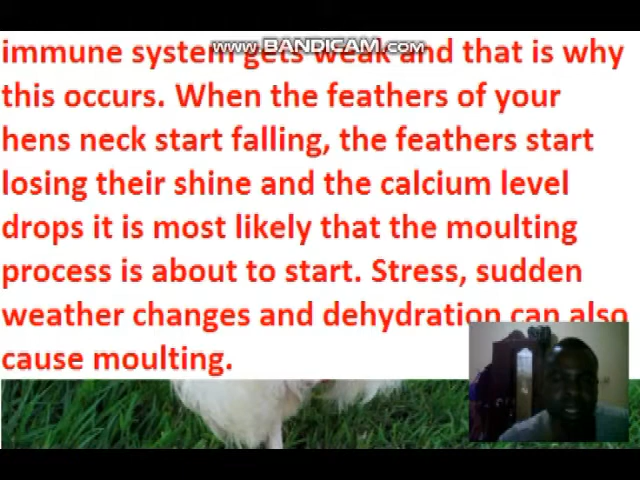 www.BANDICAM.com
immune system gets weak and that is why
this occurs. When the feathers of your
hens neck start falling, the feathers start
losing their shine and the calcium level
drops it is most likely that the moulting
process is about to start. Stress, sudden
weather changes and dehydration can also
cause moulting.